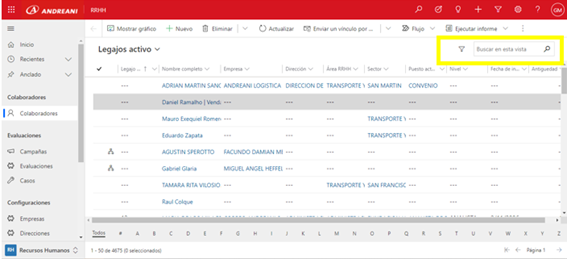 ANDREANI RRHH GM
Mostrar gráfico Nuevo Eliminar Actualizar Enviar un vínculo por ... Flujo Ejecutar informe
Inicio
Recientes
Anclado
Colaboradores
Colaboradores
Evaluaciones
Campañas
Evaluaciones
Casos
Configuraciones
Empresas
Direcciones
RH Recursos Humanos
Legajos activo Buscar en esta vista
Legajo ... Nombre completo Empresa Dirección Área RRHH Sector Puesto act... Nivel Fecha de in... Antiguedad
--- ADRIAN MARTIN SANC ANDREANI LOGISTICA DIRECCION DE TRANSPORTE SAN MARTIN CONVENIO --- ---
--- Daniel Ramalho | Vend --- --- --- --- --- --- ---
--- Mauro Exequiel Romer --- --- --- TRANSPORTE --- --- ---
--- Eduardo Zapata --- --- --- TRANSPORTE --- --- ---
--- AGUSTIN SPEROTTO FACUNDO DAMIAN MI --- --- --- --- --- ---
--- Gabriel Glaria MIGUEL ANGEL HEFFEL --- --- --- --- --- ---
--- TAMARA RITA VILOSIO --- --- TRANSPORTE SAN FRANCISC --- --- ---
--- Raul Colque --- --- --- --- --- --- ---
Todos # A B C D E F G H I J K L M N O P Q R S T U V W X Y Z
1 - 50 de 4675 (0 seleccionados) Página 1